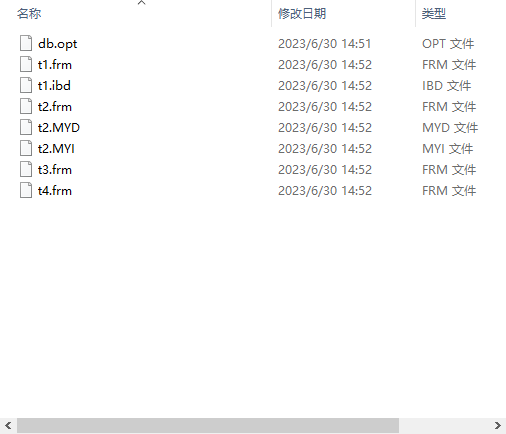 名称 修改日期 类型
db.opt 2023/6/30 14:51 OPT 文件
t1.frm 2023/6/30 14:52 FRM 文件
t1.ibd 2023/6/30 14:52 IBD 文件
t2.frm 2023/6/30 14:52 FRM 文件
t2.MYD 2023/6/30 14:52 MYD 文件
t2.MYI 2023/6/30 14:52 MYI 文件
t3.frm 2023/6/30 14:52 FRM 文件
t4.frm 2023/6/30 14:52 FRM 文件